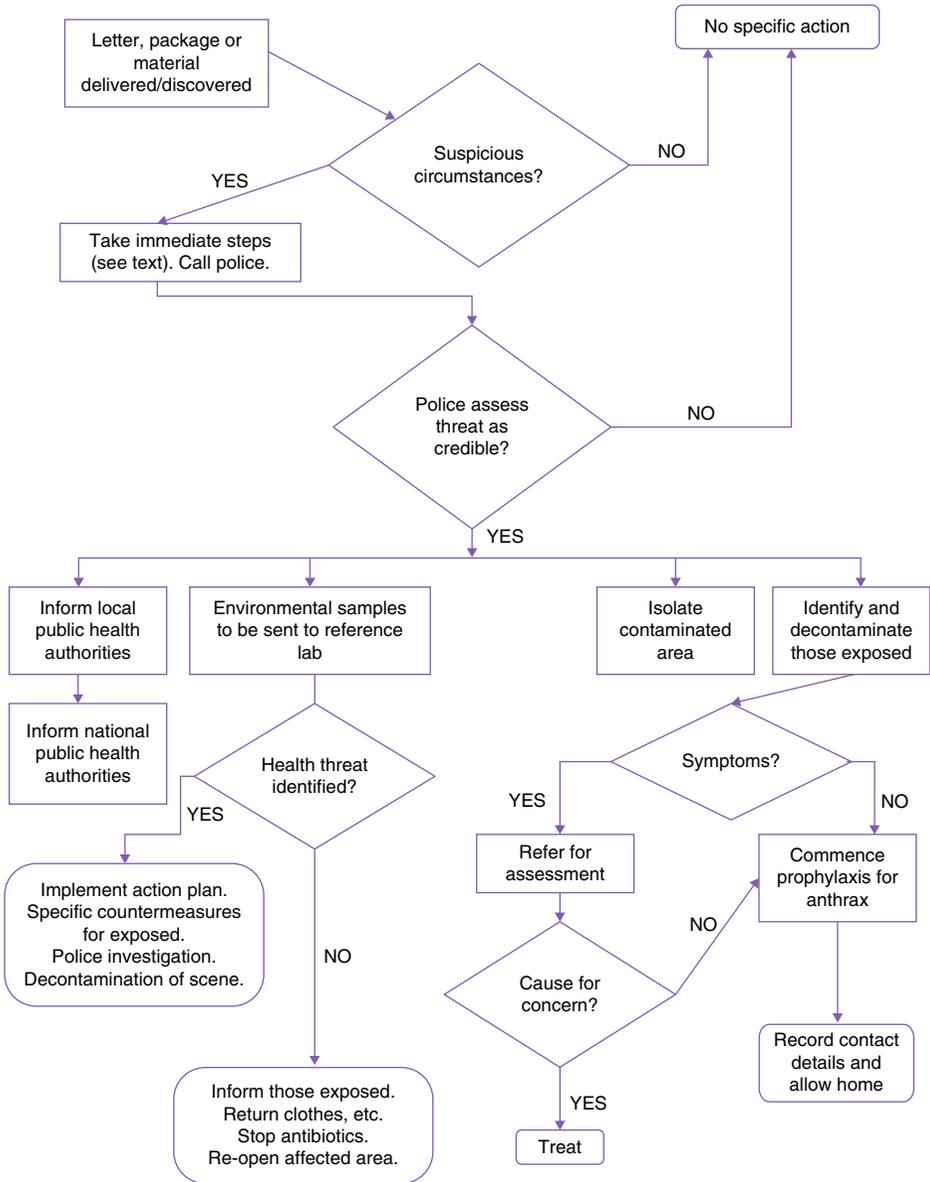 Letter, package or
material
delivered/discovered
No specific action
Suspicious
circumstances?
NO
YES
Take immediate steps
(see text). Call police.
Police assess
threat as
credible?
NO
YES
Inform local
public health
authorities
Environmental samples
to be sent to reference
lab
Isolate
contaminated
area
Identify and
decontaminate
those exposed
Inform national
public health
authorities
Health threat
identified?
Symptoms?
YES
YES
NO
Refer for
assessment
Commence
prophylaxis for
anthrax
Implement action plan.
Specific countermeasures
for exposed.
Police investigation.
Decontamination of scene.
NO
NO
Cause for
concern?
Record contact
details and
allow home
Inform those exposed.
Return clothes, etc.
Stop antibiotics.
Re-open affected area.
YES
Treat